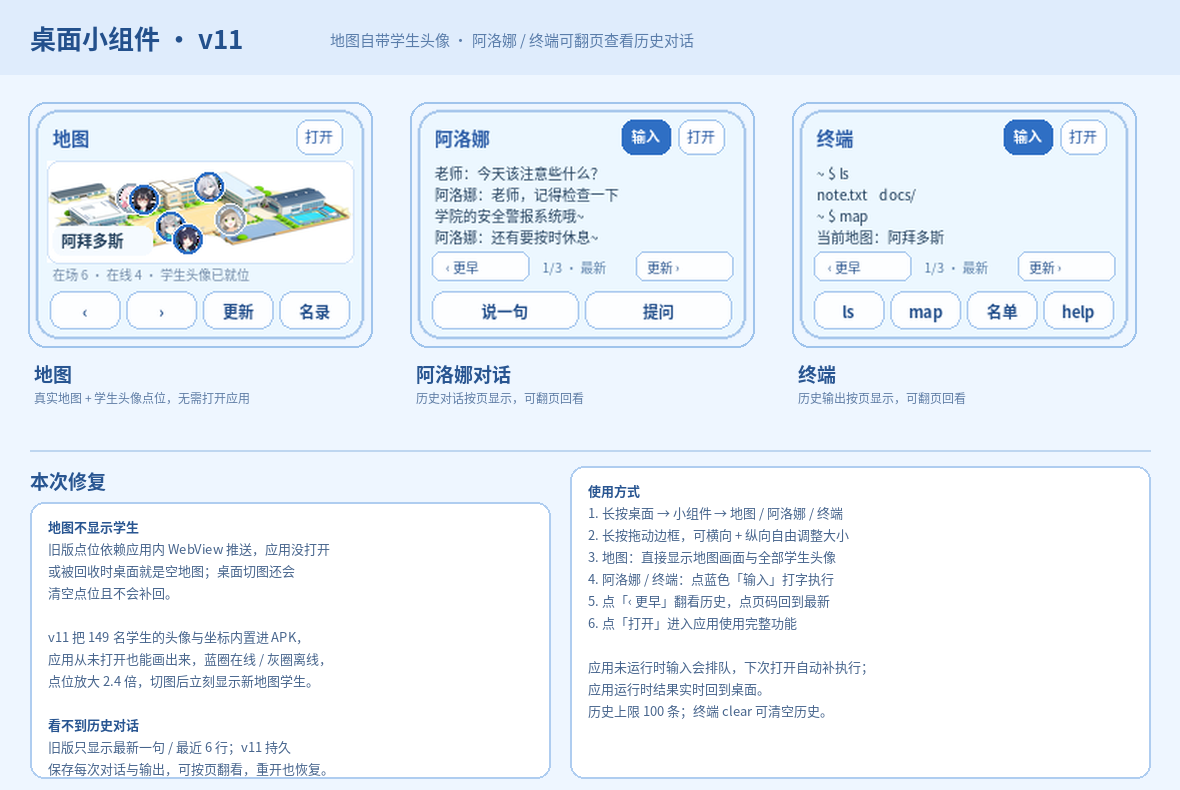 桌面小组件 · v11
地图自带学生头像 · 阿洛娜 / 终端可翻页查看历史对话
地图
打开
阿拜多斯
在场 6 · 在线 4 · 学生头像已就位
‹
›
更新
名录
地图
真实地图 + 学生头像点位，无需打开应用
阿洛娜
输入
打开
老师：今天该注意些什么?
阿洛娜：老师，记得检查一下
学院的安全警报系统哦~
阿洛娜：还有要按时休息~
‹ 更早
1/3 · 最新
更新 ›
说一句
提问
阿洛娜对话
历史对话按页显示，可翻页回看
终端
输入
打开
~ $ ls
note.txt docs/
~ $ map
当前地图：阿拜多斯
‹ 更早
1/3 · 最新
更新 ›
ls
map
名单
help
终端
历史输出按页显示，可翻页回看
本次修复
地图不显示学生
旧版点位依赖应用内 WebView 推送，应用没打开
或被回收时桌面就是空地图；桌面切图还会
清空点位且不会补回。
v11 把 149 名学生的头像与坐标内置进 APK，
应用从未打开也能画出来，蓝圈在线 / 灰圈离线，
点位放大 2.4 倍，切图后立刻显示新地图学生。
看不到历史对话
旧版只显示最新一句 / 最近 6 行；v11 持久
保存每次对话与输出，可按页翻看，重开也恢复。
使用方式
1. 长按桌面 → 小组件 → 地图 / 阿洛娜 / 终端
2. 长按拖动边框，可横向 + 纵向自由调整大小
3. 地图：直接显示地图画面与全部学生头像
4. 阿洛娜 / 终端：点蓝色「输入」打字执行
5. 点「‹ 更早」翻看历史，点页码回到最新
6. 点「打开」进入应用使用完整功能
应用未运行时输入会排队，下次打开自动补执行；
应用运行时结果实时回到桌面。
历史上限 100 条；终端 clear 可清空历史。